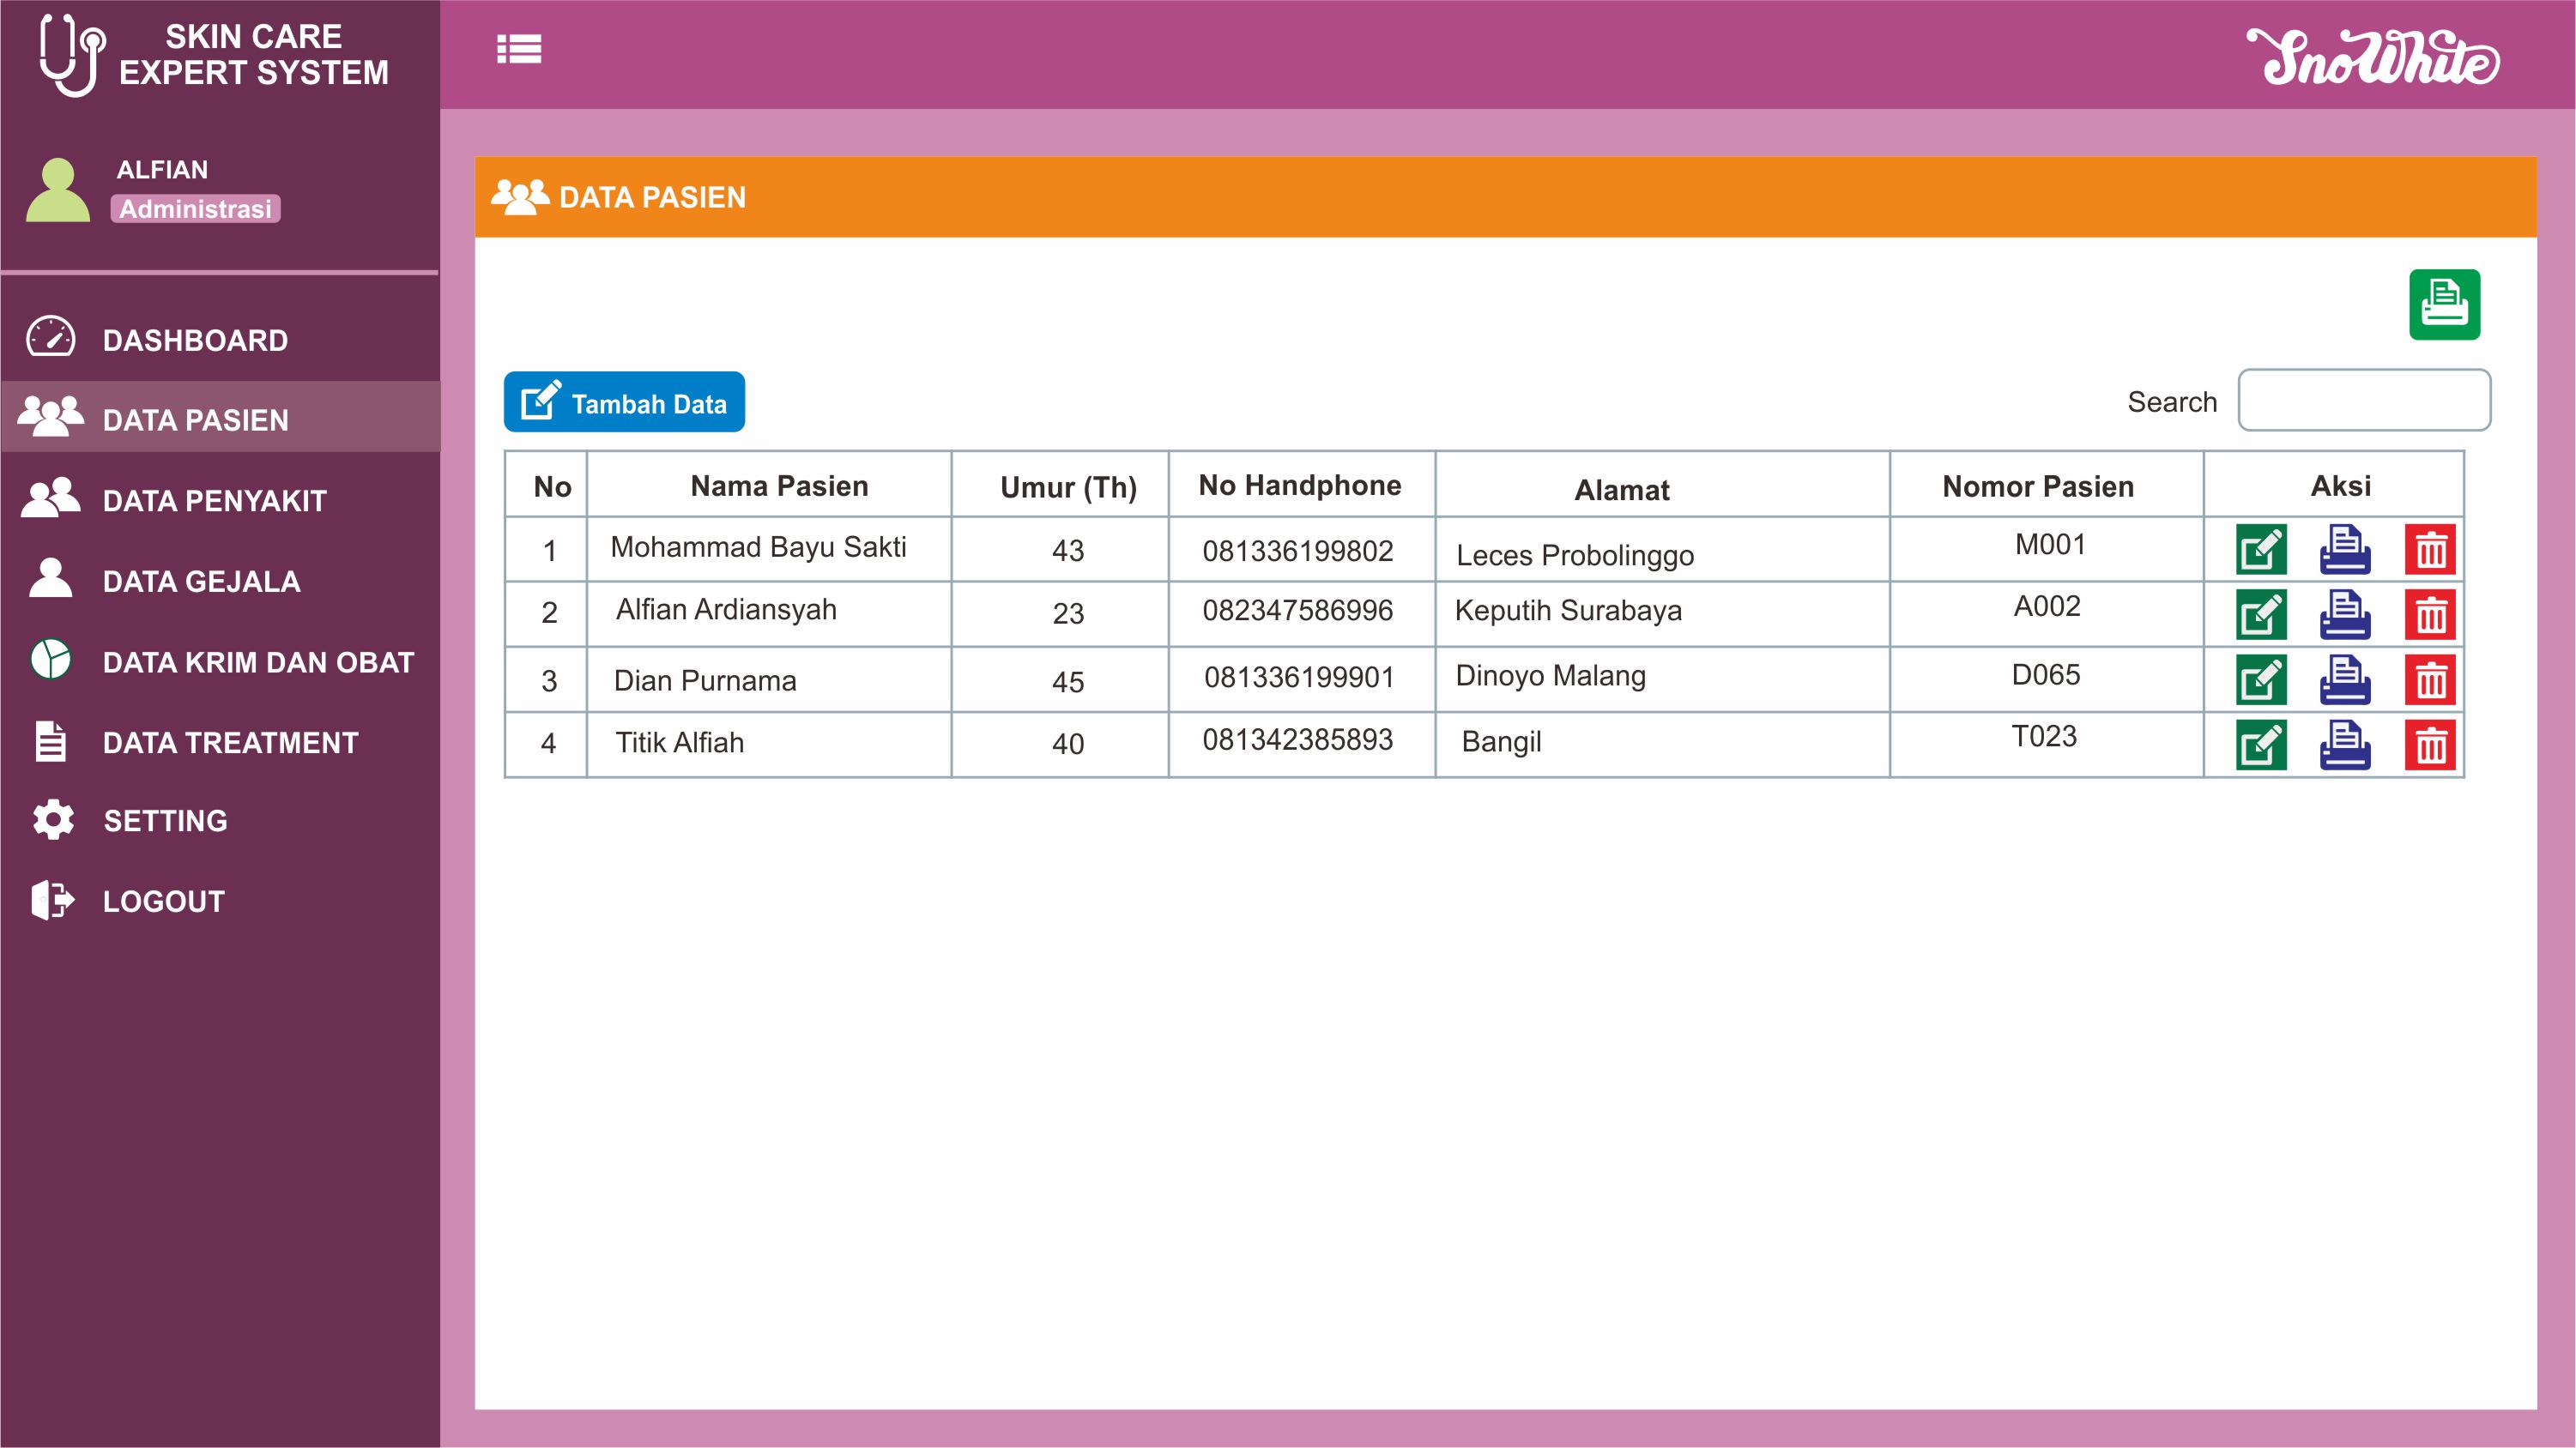 SKIN CARE
EXPERT SYSTEM
SnoWhite
ALFIAN
Administrasi
DASHBOARD
DATA PASIEN
DATA PENYAKIT
DATA GEJALA
DATA KRIM DAN OBAT
DATA TREATMENT
SETTING
LOGOUT
DATA PASIEN
Tambah Data
Search
No Nama Pasien Umur (Th) No Handphone Alamat Nomor Pasien Aksi
1 Mohammad Bayu Sakti 43 081336199802 Leces Probolinggo M001
2 Alfian Ardiansyah 23 082347586996 Keputih Surabaya A002
3 Dian Purnama 45 081336199901 Dinoyo Malang D065
4 Titik Alfiah 40 081342385893 Bangil T023